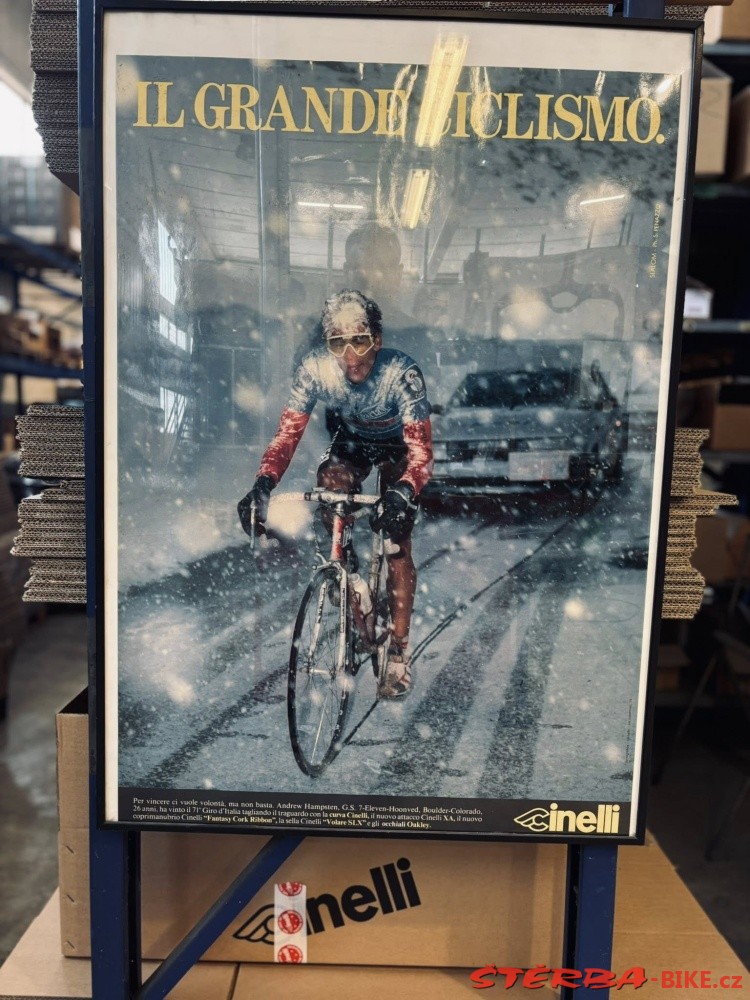 IL GRANDE CICLISMO.
Per vincere ci vuole volontà, ma non basta. Andrew Hampsten, G.S. 7-Eleven-Hoonved, Boulder-Colorado,
26 anni, ha vinto il 71° Giro d'Italia tagliando il traguardo con la curva Cinelli, il nuovo attacco Cinelli XA, il nuovo
coprimanubrio Cinelli "Fantasy Cork Ribbon", la sella Cinelli "Volare SLX" e gli occhiali Oakley.
Cinelli
Cinelli
ŠTĚRBA-BIKE.cz